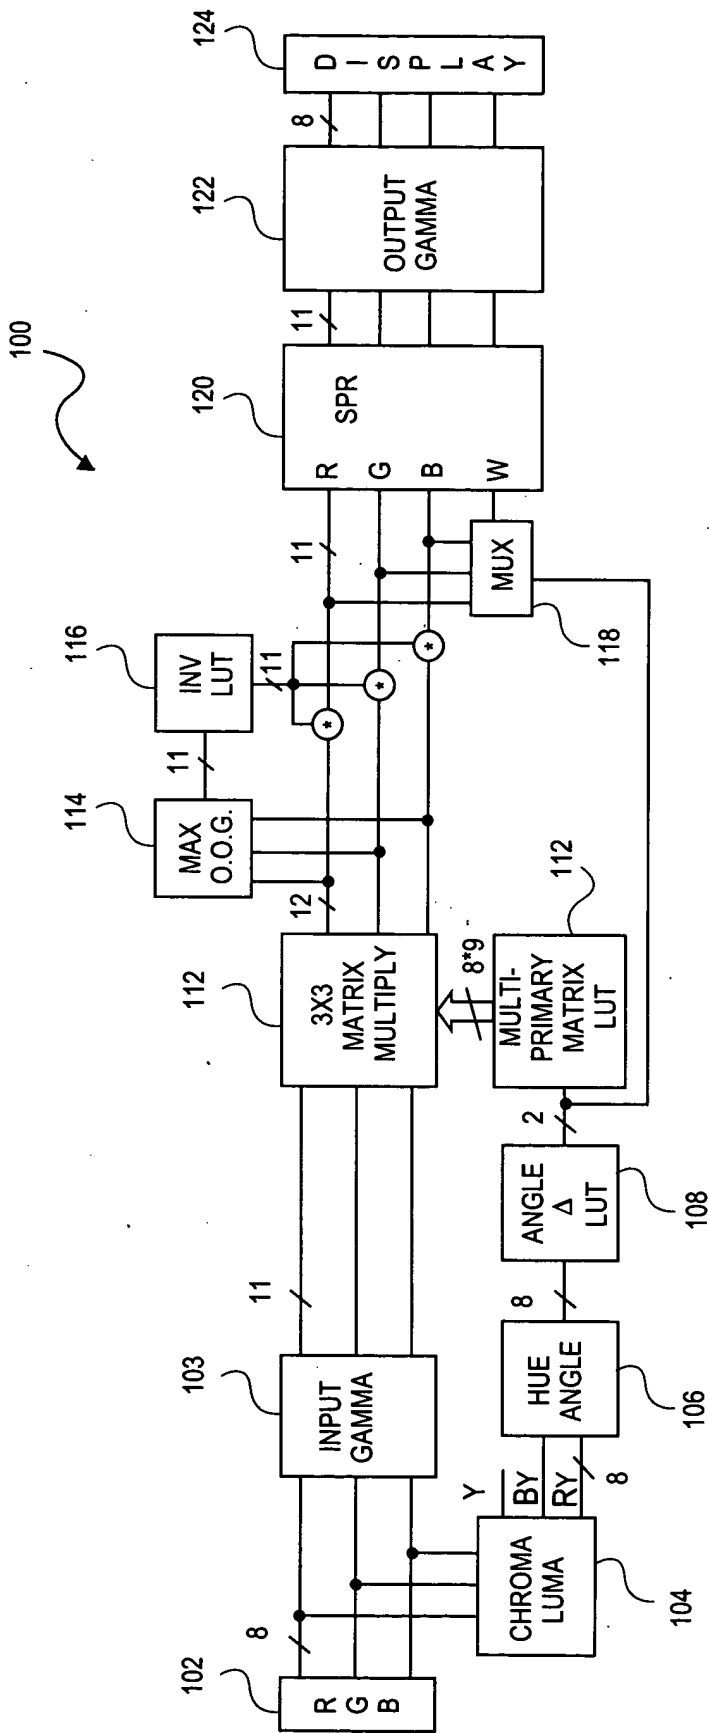 100
102
R
G
B
8
103
INPUT
GAMMA
11
112
3X3
MATRIX
MULTIPLY
12
114
MAX
O.O.G.
11
116
INV
LUT
11
*
*
*
11
120
R
G
B
W
SPR
11
122
OUTPUT
GAMMA
8
124
DISPLAY
104
CHROMA
LUMA
Y
BY
RY
8
106
HUE
ANGLE
8
108
ANGLE
Δ
LUT
2
112
MULTI-
PRIMARY
MATRIX
LUT
8*9
118
MUX